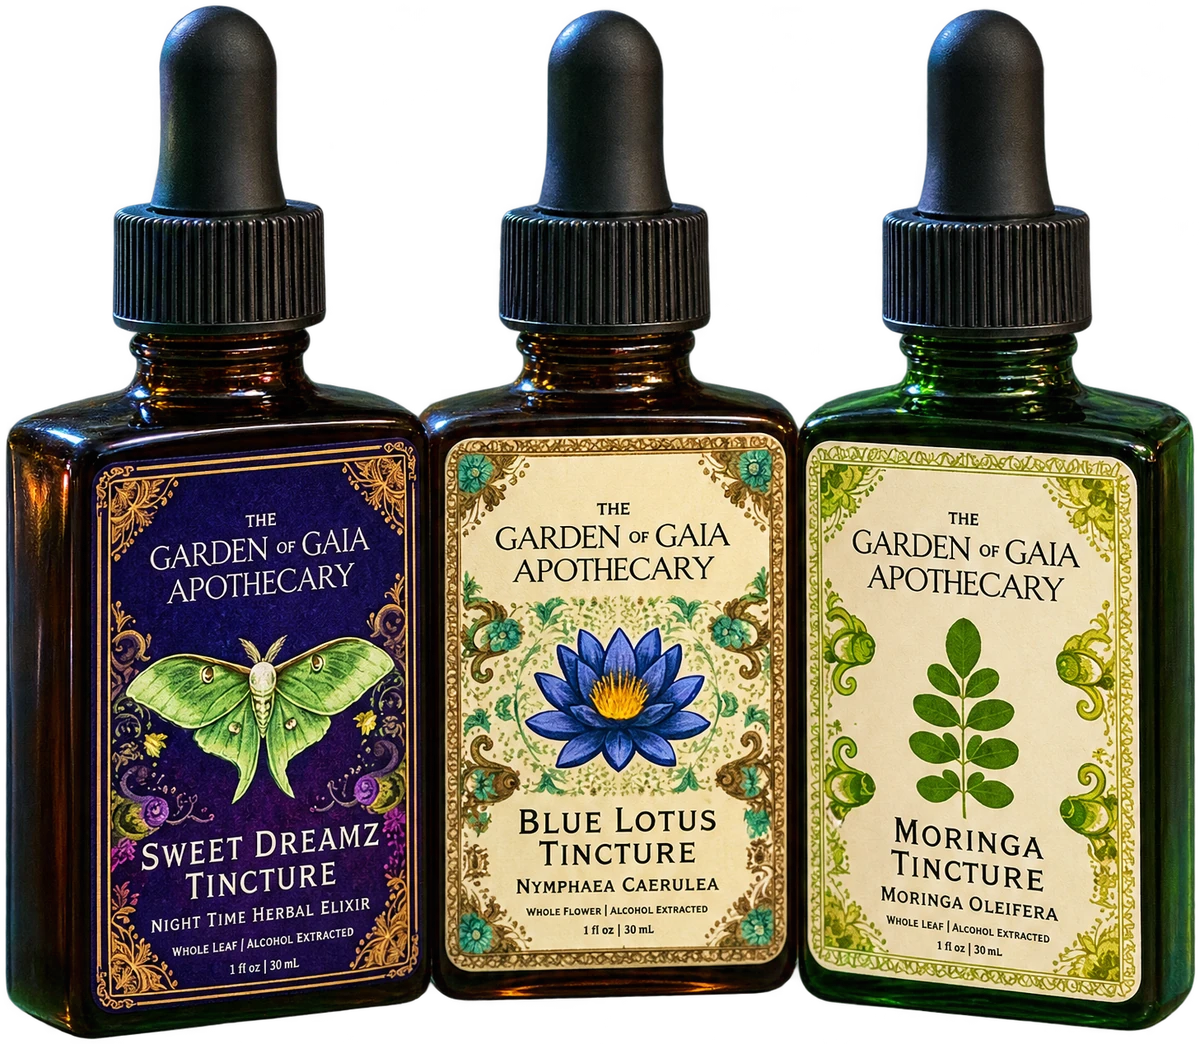 THE
GARDEN OF GAIA
APOTHECARY
SWEET DREAMZ
TINCTURE
NIGHT TIME HERBAL ELIXIR
WHOLE LEAF | ALCOHOL EXTRACTED
1 fl oz | 30 mL
THE
GARDEN OF GAIA
APOTHECARY
BLUE LOTUS
TINCTURE
NYMPHAEA CAERULEA
WHOLE FLOWER | ALCOHOL EXTRACTED
1 fl oz | 30 mL
THE
GARDEN OF GAIA
APOTHECARY
MORINGA
TINCTURE
MORINGA OLEIFERA
WHOLE LEAF | ALCOHOL EXTRACTED
1 fl oz | 30 mL